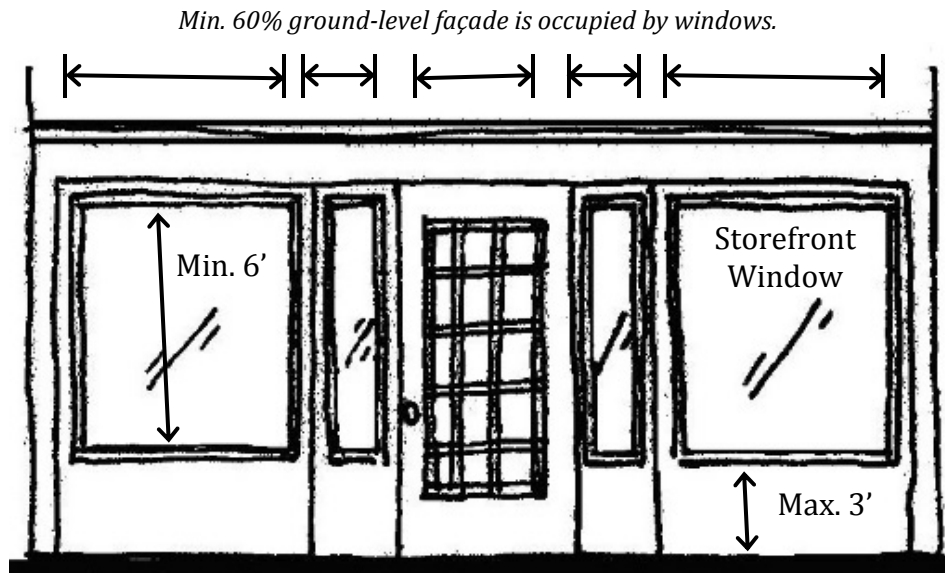 Min. 60% ground-level façade is occupied by windows.
Min. 6’
Storefront
Window
Max. 3’